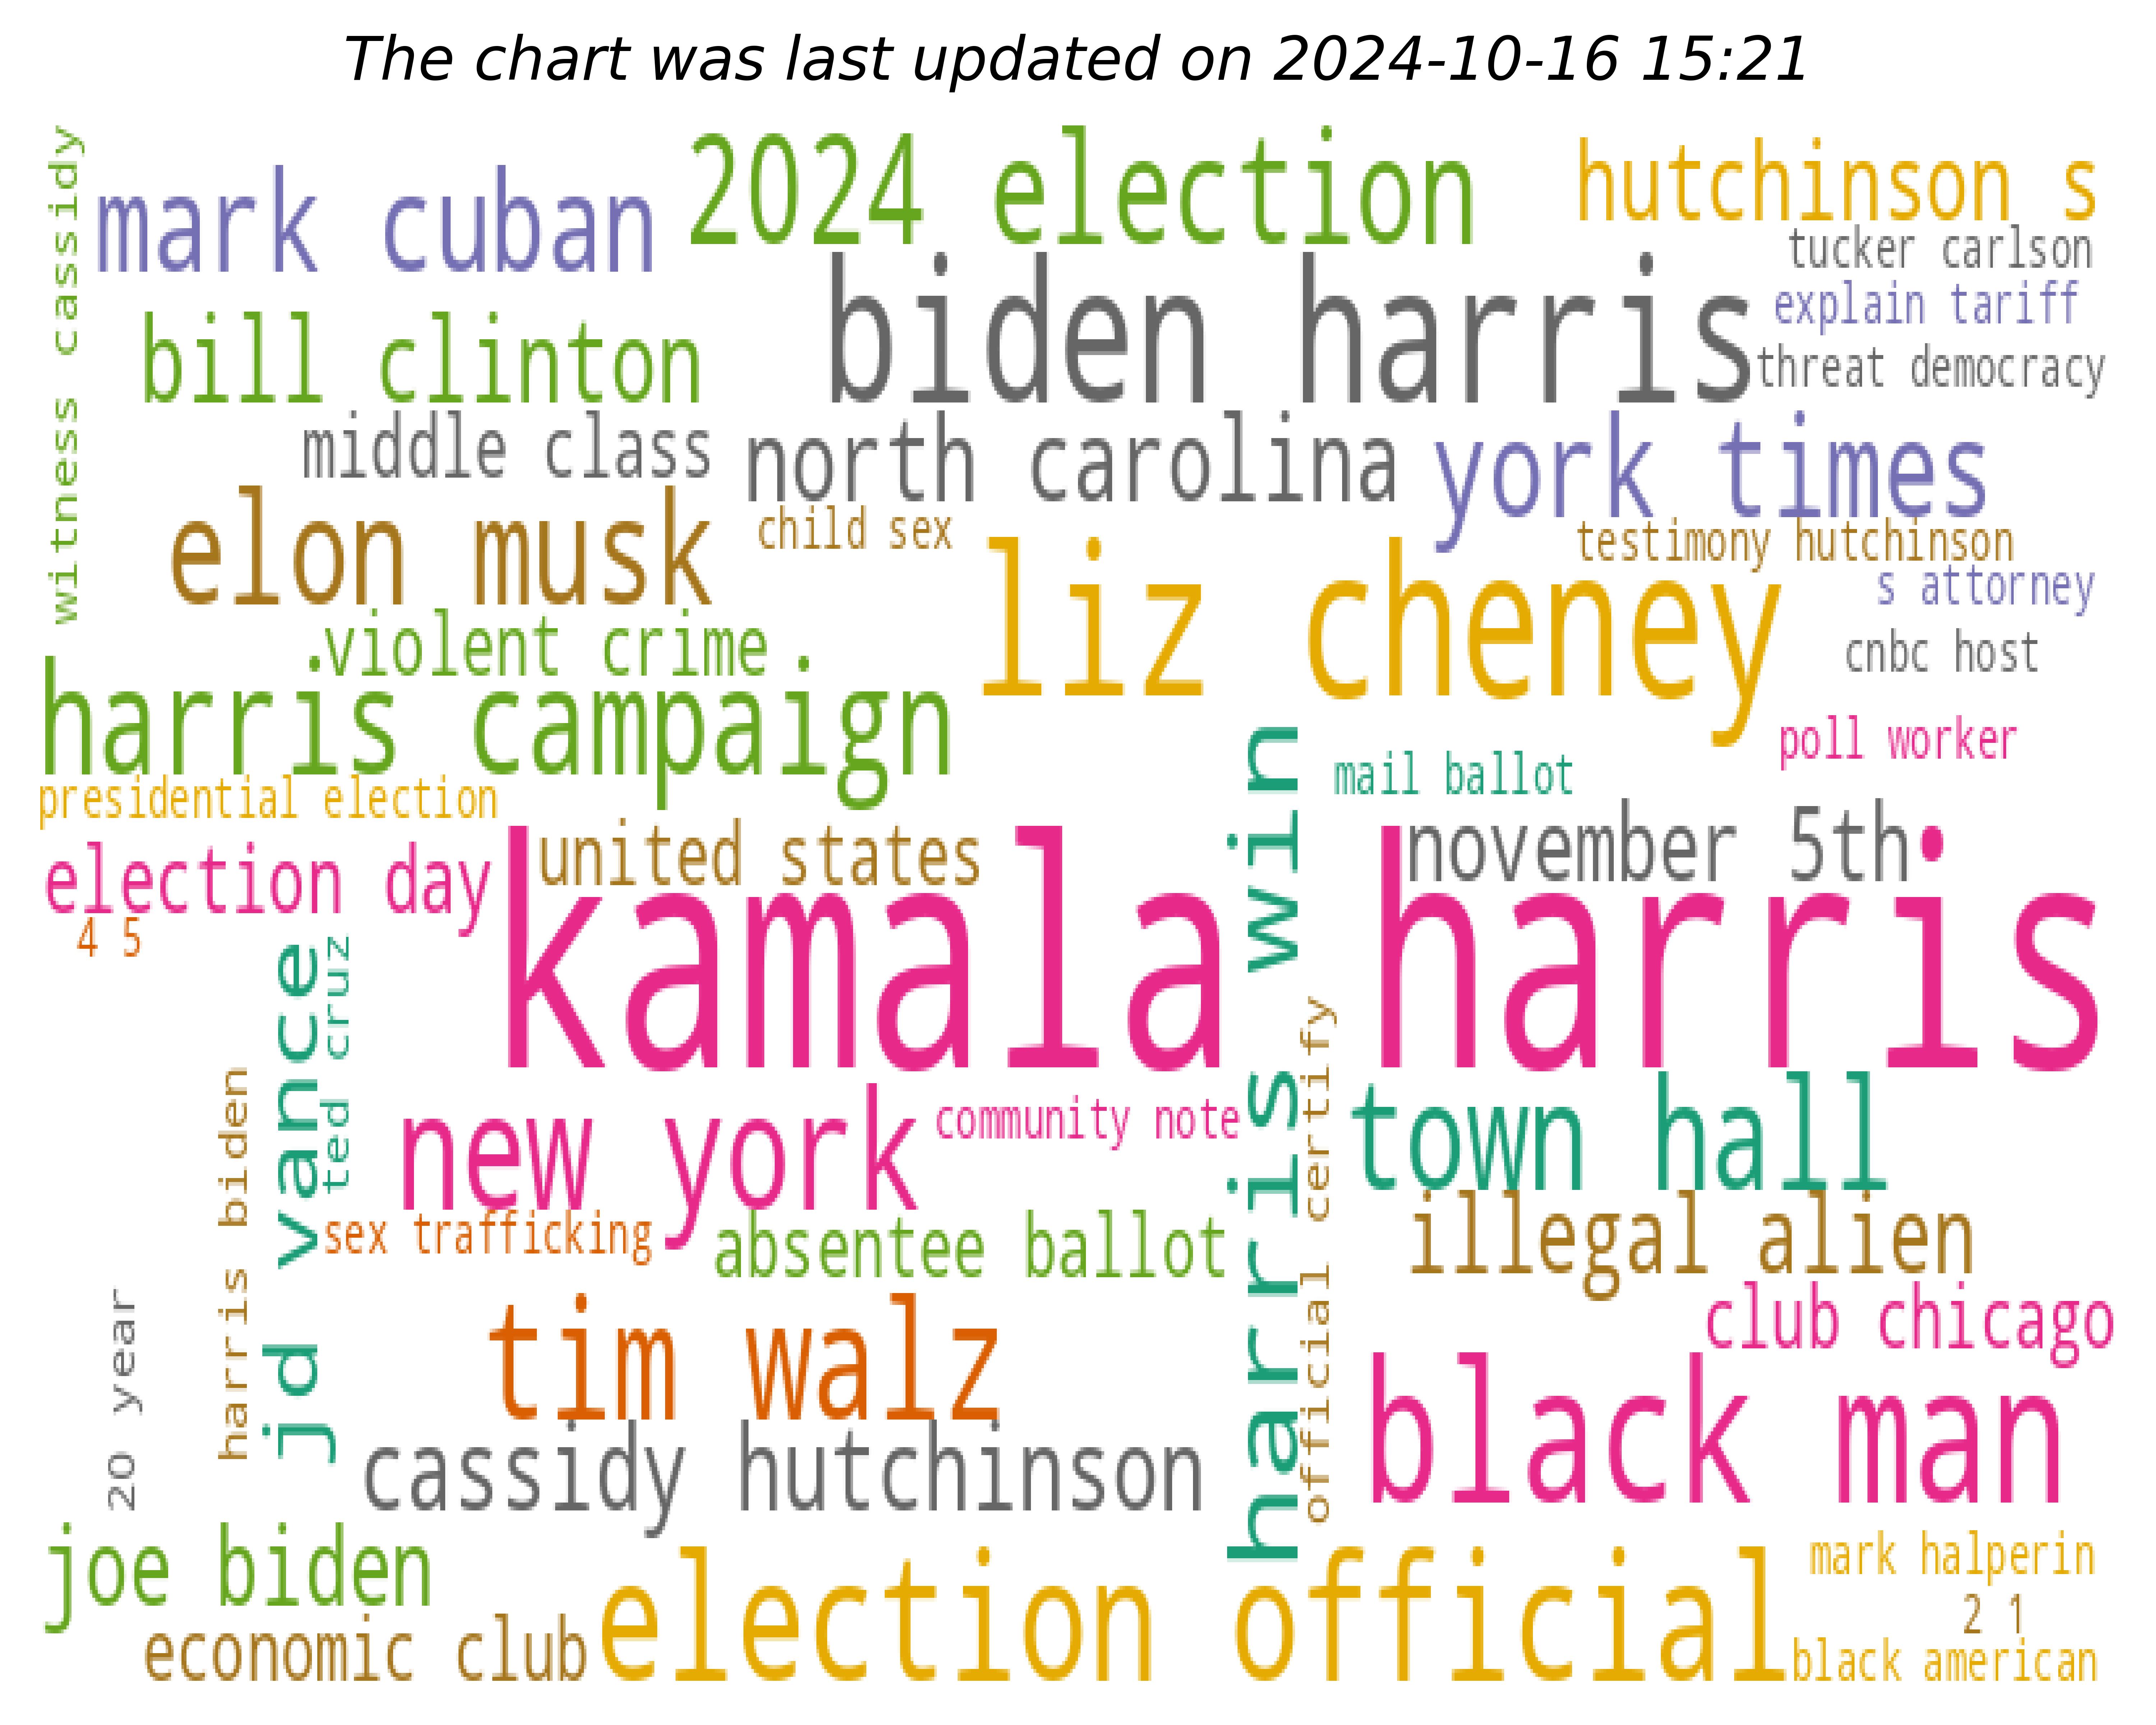 The chart was last updated on 2024-10-16 15:21
witness cassidy
mark cuban
2024 election
hutchinson s
tucker carlson
biden harris
explain tariff
bill clinton
threat democracy
middle class
north carolina
york times
elon musk
child sex
testimony hutchinson
liz cheney
s attorney
violent crime
cnbc host
harris campaign
poll worker
mail ballot
presidential election
harris win
united states
november 5th
election day
kamala harris
4 5
jd vance
ted cruz
official certify
harris biden
new york
community note
town hall
sex trafficking
absentee ballot
illegal alien
20 year
tim walz
club chicago
black man
cassidy hutchinson
joe biden
election official
mark halperin
2 1
economic club
black american